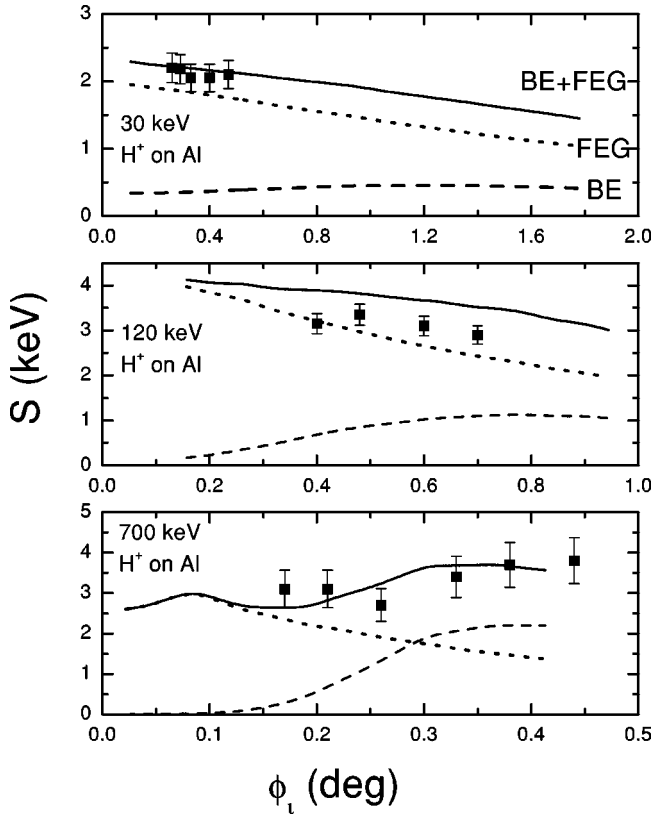 3
2
1
0
BE+FEG
30 keV
H⁺ on Al
FEG
BE
0.0 0.4 0.8 1.2 1.6 2.0
4
3
2
1
0
120 keV
H⁺ on Al
S (keV)
0.0 0.2 0.4 0.6 0.8 1.0
5
4
3
2
1
0
700 keV
H⁺ on Al
0.0 0.1 0.2 0.3 0.4 0.5
ϕι (deg)